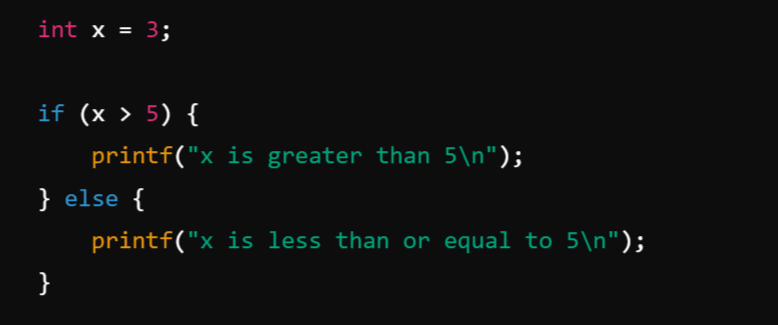 int x = 3;
if (x > 5) {
    printf("x is greater than 5\n");
} else {
    printf("x is less than or equal to 5\n");
}